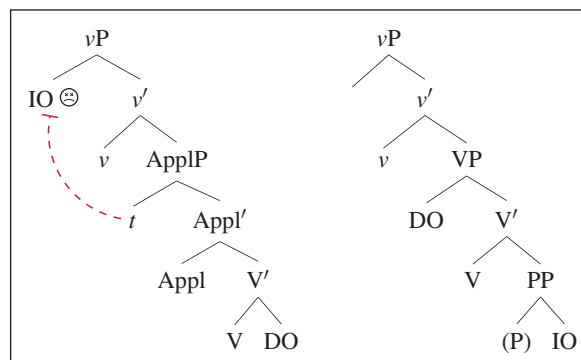 vP vP
IO v′ v′
v ApplP v VP
t Appl′ DO V′
Appl V′ V PP
V DO (P) IO